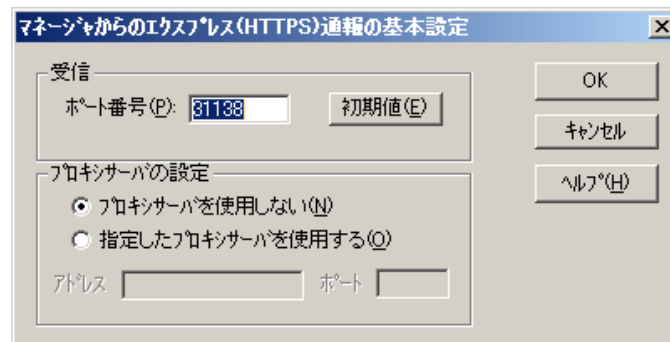 マネージャからのエクスプレス(HTTPS)通報の基本設定
受信
ポート番号(P): 31138 初期値(E)
OK
キャンセル
ヘルプ(H)
プロキシサーバの設定
プロキシサーバを使用しない(N)
指定したプロキシサーバを使用する(O)
アドレス ポート